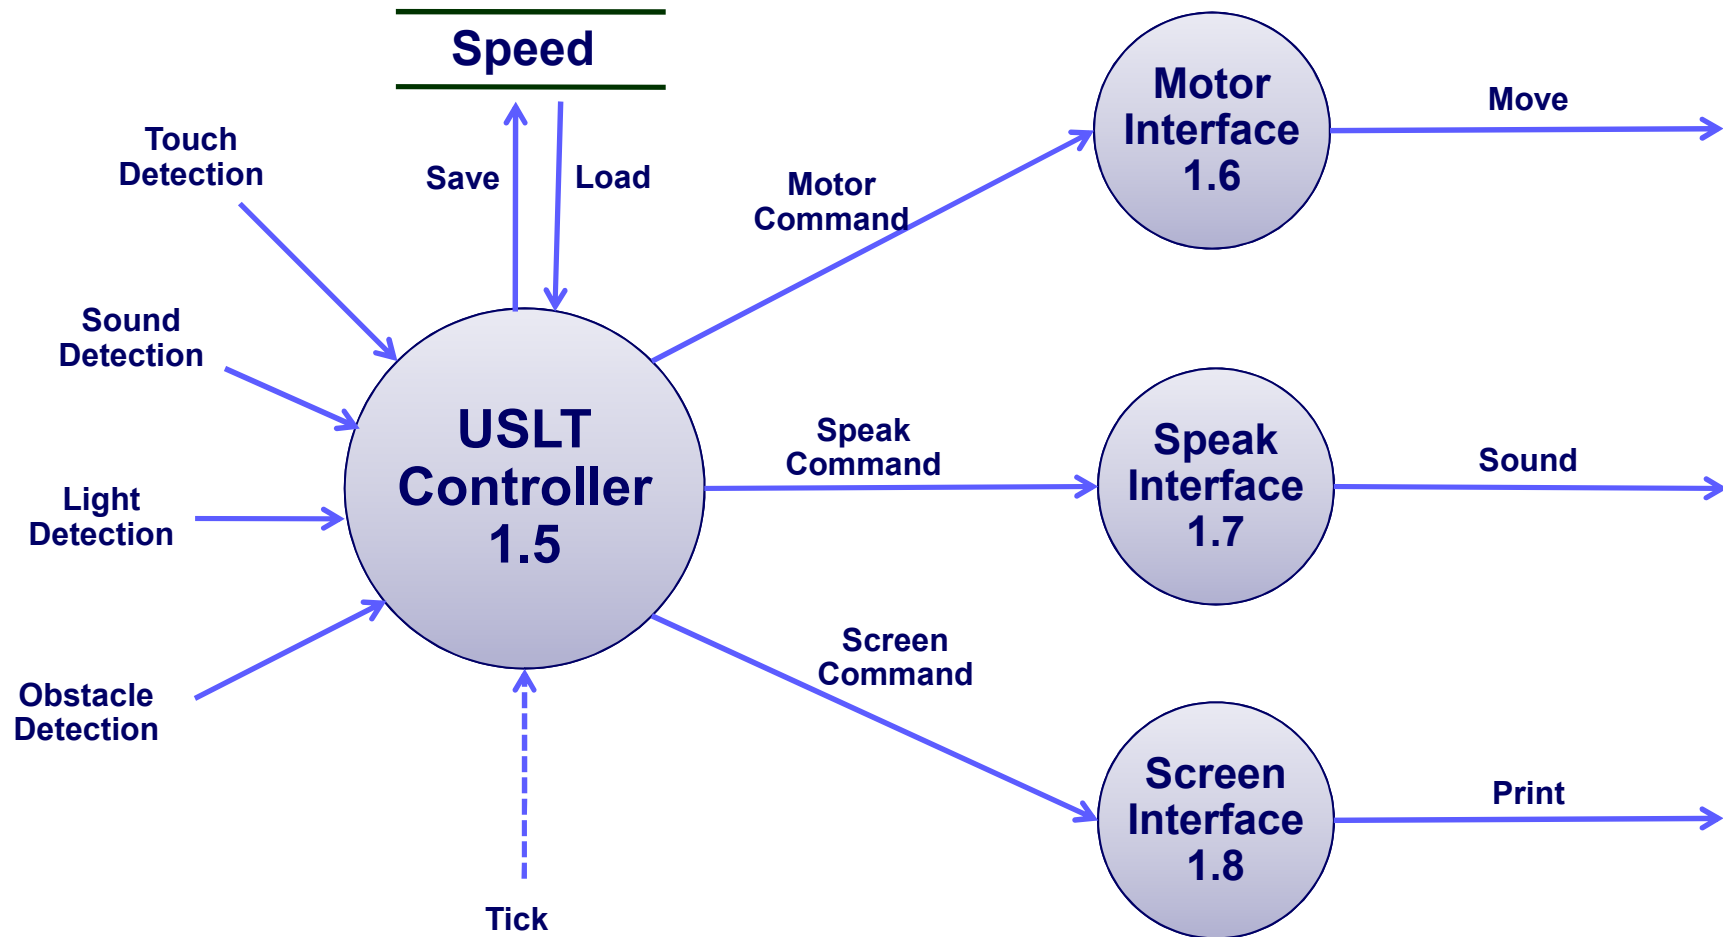 Speed
Touch
Detection
Save
Load
Sound
Detection
Light
Detection
Obstacle
Detection
USLT
Controller
1.5
Tick
Motor
Command
Speak
Command
Screen
Command
Motor
Interface
1.6
Move
Speak
Interface
1.7
Sound
Screen
Interface
1.8
Print